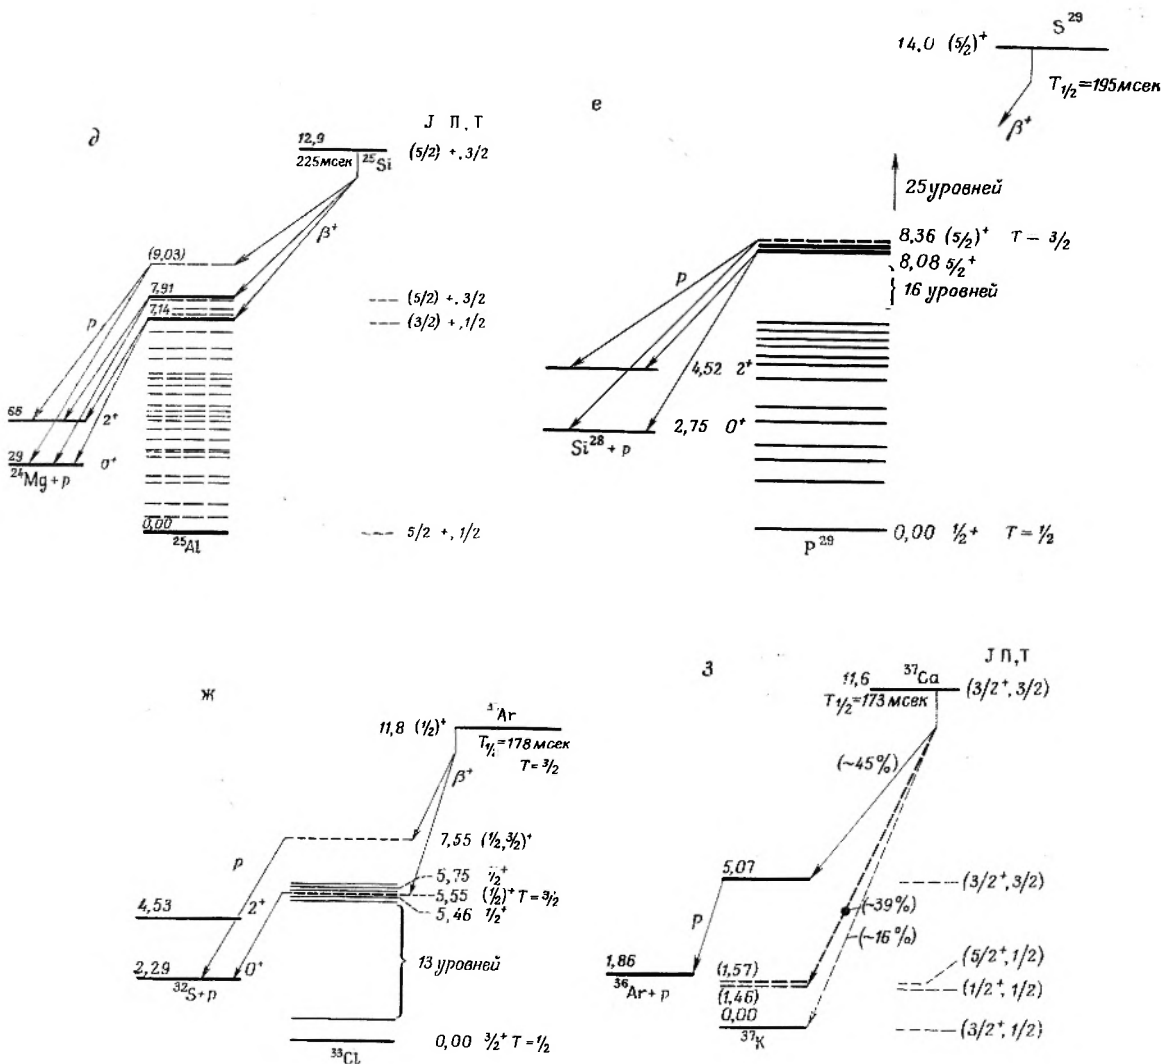 д
J П, T
12,9
225 мсек
²⁵Si
(5/2) +, 3/2
β⁺
(9,03)
7,91
7,14
(5/2) +, 3/2
(3/2) +, 1/2
p
2⁺
29
0⁺
²⁴Mg + p
0,00
²⁵Al
5/2 +, 1/2
е
S²⁹
14,0 (5/2)⁺
T₁/₂ = 195 мсек
β⁺
25 уровней
8,36 (5/2)⁺ T = 3/2
8,08 5/2⁺
16 уровней
p
4,52 2⁺
2,75 0⁺
Si²⁸ + p
0,00 1/2⁺ T = 1/2
P²⁹
ж
Ar
11,8 (1/2)⁺
= 178 мсек
T = 3/2
β⁺
7,55 (1/2, 3/2)⁺
p
5,75 1/2⁺
5,55 (1/2)⁺ T = 3/2
5,46 1/2⁺
4,53
2⁺
2,29
0⁺
³²S + p
13 уровней
0,00 3/2⁺ T = 1/2
³³Cl
з
J П, T
³⁷Ca
11,6
(3/2⁺, 3/2)
T₁/₂ = 173 мсек
(~45%)
5,07
(3/2⁺, 3/2)
(~39%)
(~16%)
p
1,86
³⁶Ar + p
(1,57)
(5/2⁺, 1/2)
(1,46)
(1/2⁺, 1/2)
0,00
(3/2⁺, 1/2)
³⁷K